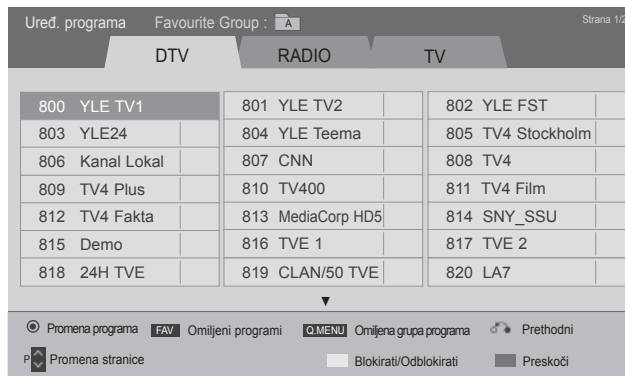 Uređ. programa Favourite Group : A Strana 1/2
DTV RADIO TV
800 YLE TV1 801 YLE TV2 802 YLE FST
803 YLE24 804 YLE Teema 805 TV4 Stockholm
806 Kanal Lokal 807 CNN 808 TV4
809 TV4 Plus 810 TV400 811 TV4 Film
812 TV4 Fakta 813 MediaCorp HD5 814 SNY_SSU
815 Demo 816 TVE 1 817 TVE 2
818 24H TVE 819 CLAN/50 TVE 820 LA7
▼
Promena programa FAV Omiljeni programi Q.MENU Omiljena grupa programa Prethodni
P Promena stranice Blokirati/Odblokirati Preskoči